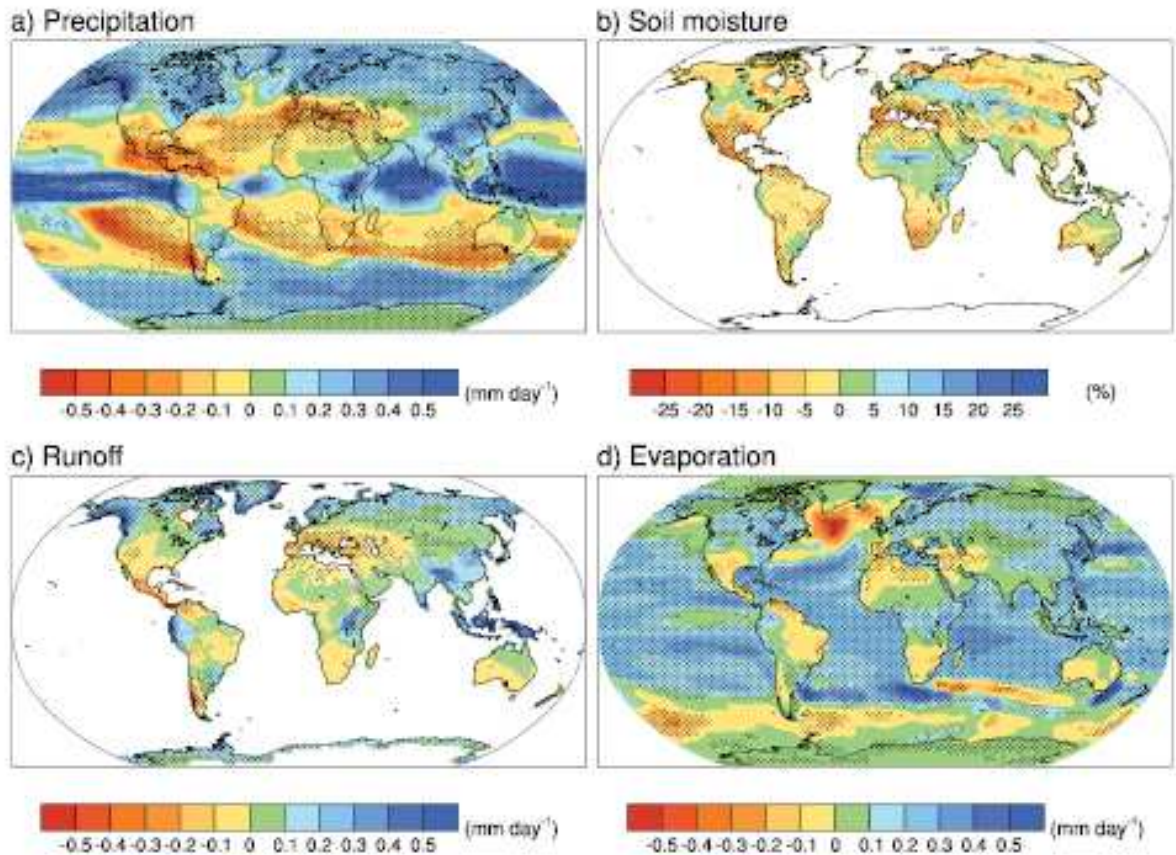 a) Precipitation
b) Soil moisture
-0.5 -0.4 -0.3 -0.2 -0.1 0 0.1 0.2 0.3 0.4 0.5 (mm day⁻¹)
-25 -20 -15 -10 -5 0 5 10 15 20 25 (%)
c) Runoff
d) Evaporation
-0.5 -0.4 -0.3 -0.2 -0.1 0 0.1 0.2 0.3 0.4 0.5 (mm day⁻¹)
-0.5 -0.4 -0.3 -0.2 -0.1 0 0.1 0.2 0.3 0.4 0.5 (mm day⁻¹)